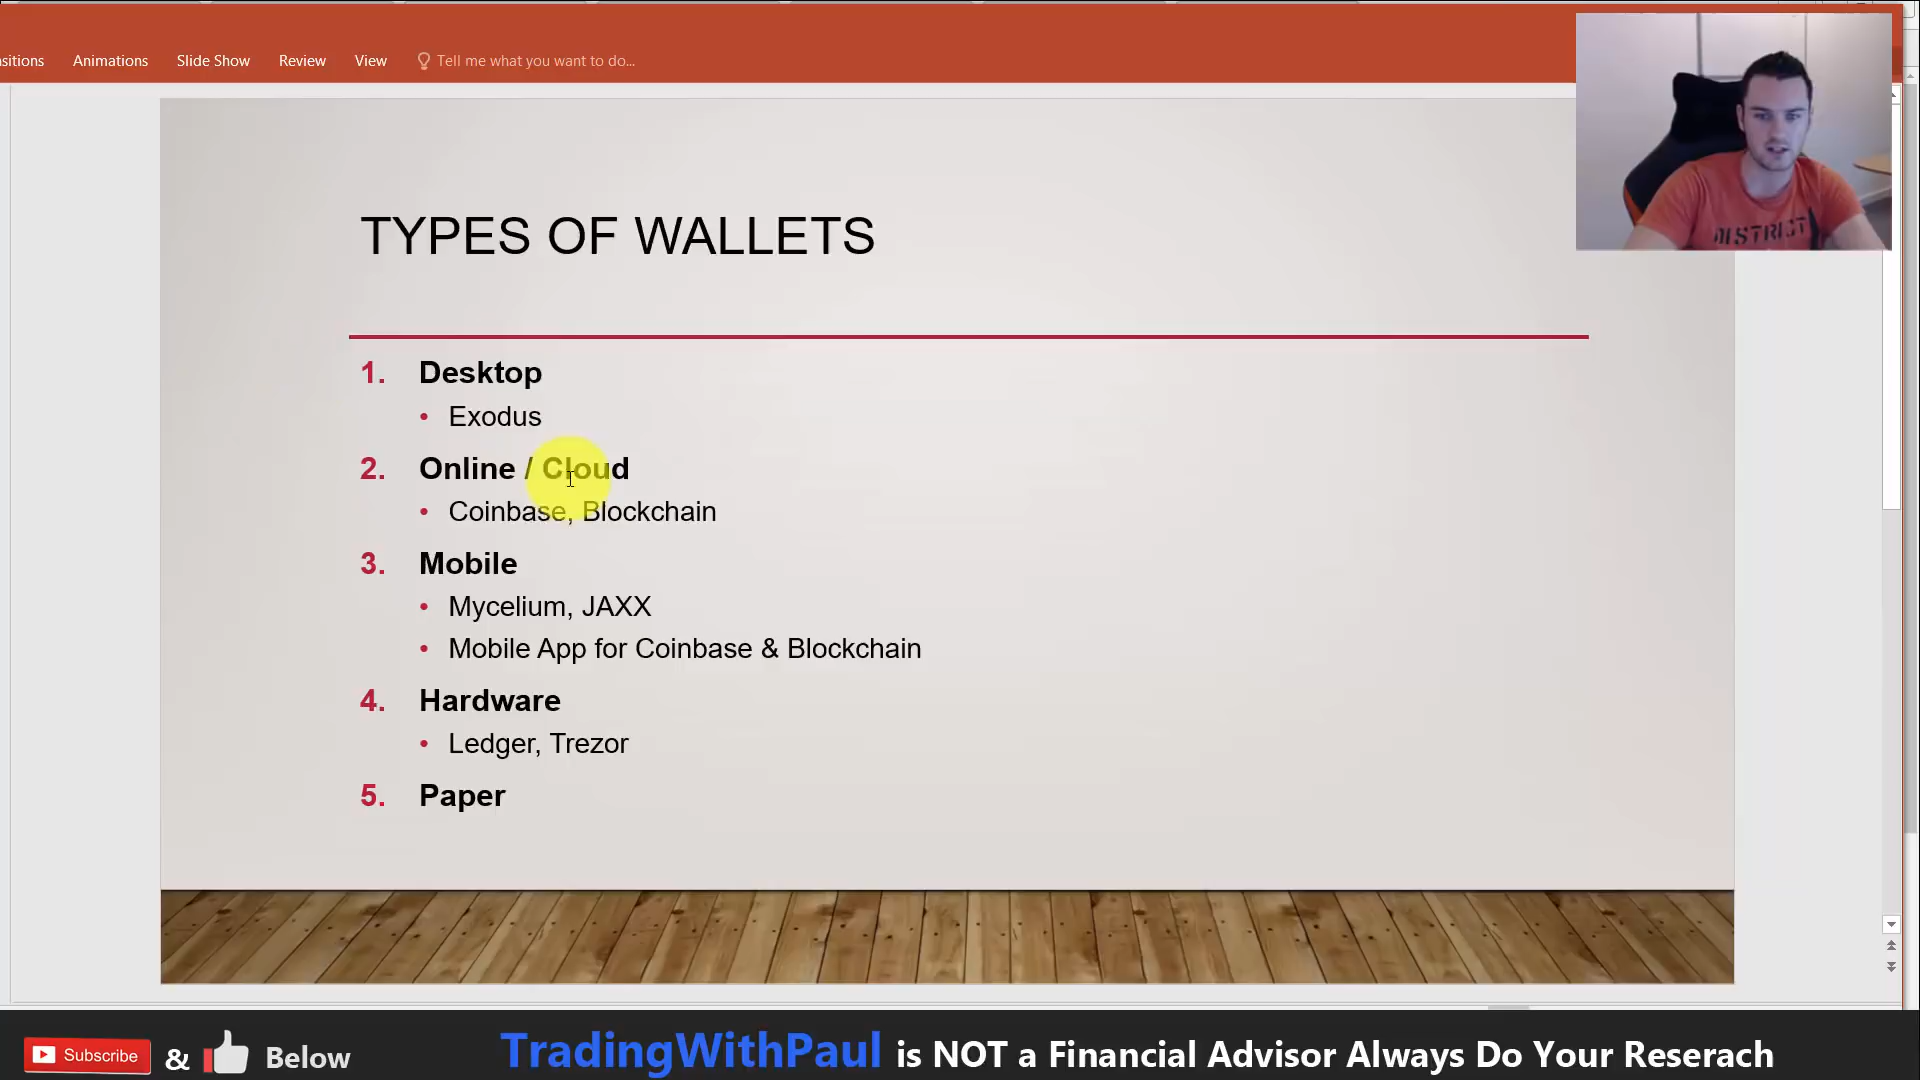 sitions Animations Slide Show Review View Tell me what you want to do...
TYPES OF WALLETS
1. Desktop
• Exodus
2. Online / Cloud
• Coinbase, Blockchain
3. Mobile
• Mycelium, JAXX
• Mobile App for Coinbase & Blockchain
4. Hardware
• Ledger, Trezor
5. Paper
DISTRICT
Subscribe & Below TradingWithPaul is NOT a Financial Advisor Always Do Your Reserach